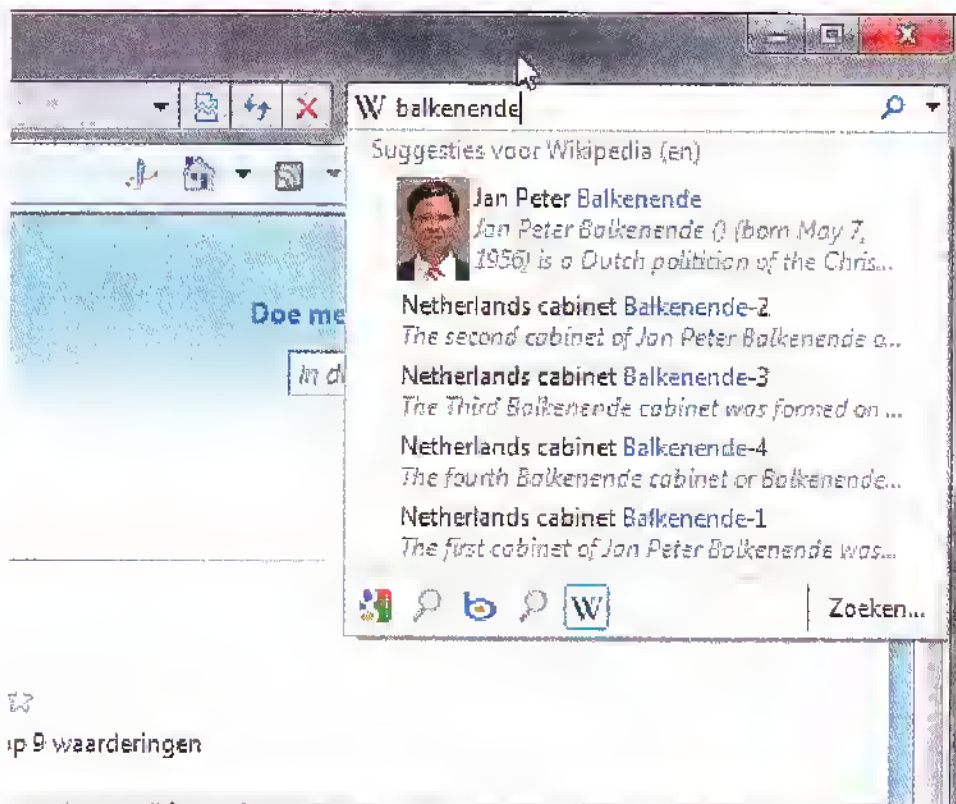 W balkenende
Suggesties voor Wikipedia (en)
Jan Peter Balkenende
Jan Peter Balkenende () (born May 7,
1956) is a Dutch politician of the Chris...
Doe me
Netherlands cabinet Balkenende-2
The second cabinet of Jan Peter Balkenende a...
in d
Netherlands cabinet Balkenende-3
The Third Balkenende cabinet was formed on ...
Netherlands cabinet Balkenende-4
The fourth Balkenende cabinet or Balkenende...
Netherlands cabinet Balkenende-1
The first cabinet of Jan Peter Balkenende was...
W
Zoeken...
op 9 waarderingen